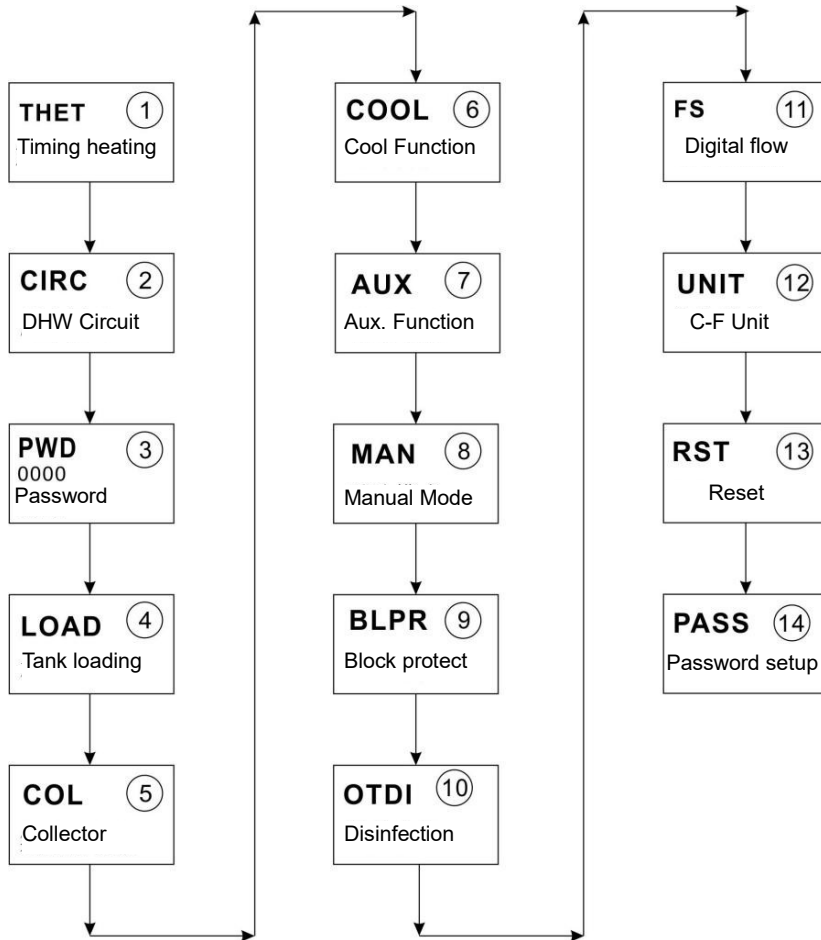 THET 1
Timing heating
CIRC 2
DHW Circuit
PWD 3
0000
Password
LOAD 4
Tank loading
COL 5
Collector
COOL 6
Cool Function
AUX 7
Aux. Function
MAN 8
Manual Mode
BLPR 9
Block protect
OTDI 10
Disinfection
FS 11
Digital flow
UNIT 12
C-F Unit
RST 13
Reset
PASS 14
Password setup